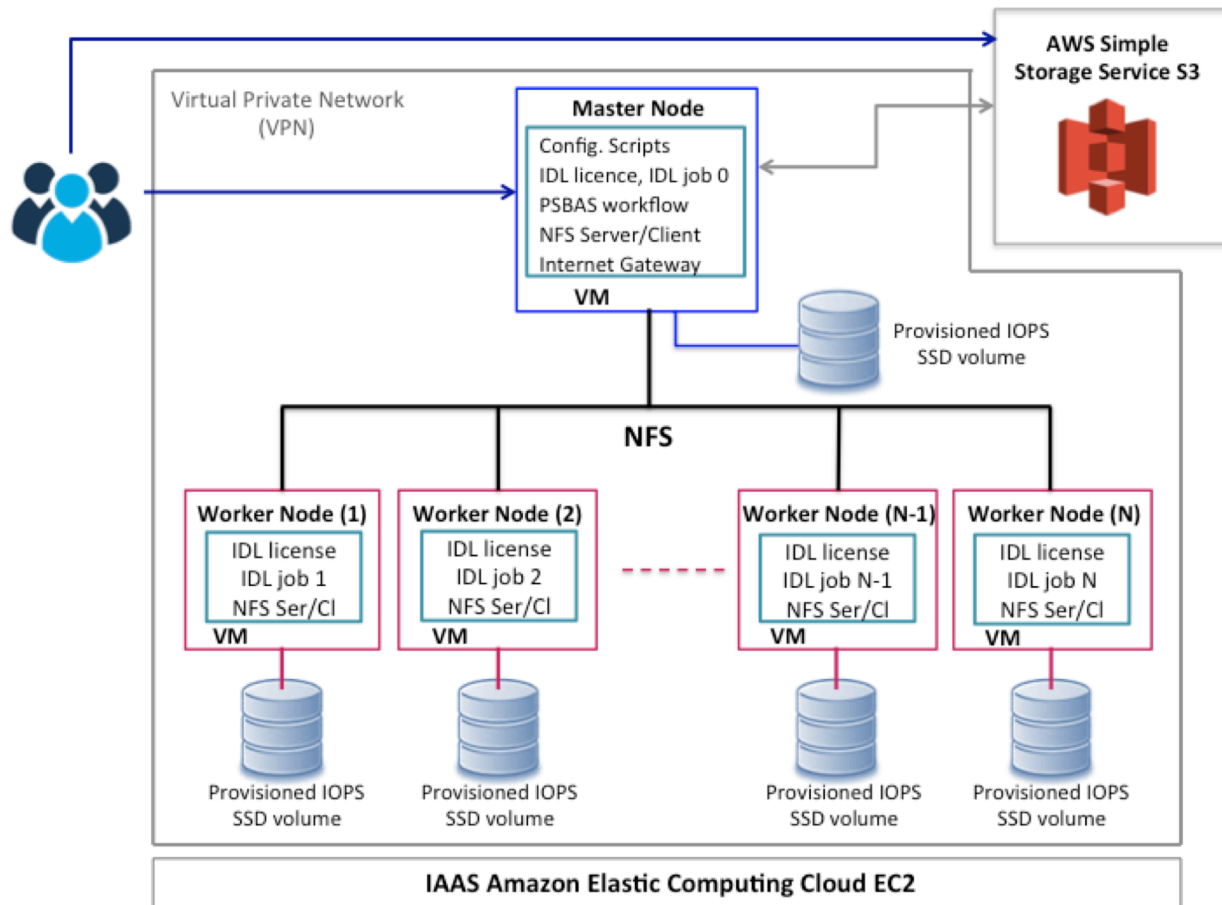 AWS Simple
Storage Service S3
Virtual Private Network
(VPN)
Master Node
Config. Scripts
IDL licence, IDL job 0
PSBAS workflow
NFS Server/Client
Internet Gateway
VM
Provisioned IOPS
SSD volume
NFS
Worker Node (1)
IDL license
IDL job 1
NFS Ser/Cl
VM
Worker Node (2)
IDL license
IDL job 2
NFS Ser/Cl
VM
Worker Node (N-1)
IDL license
IDL job N-1
NFS Ser/Cl
VM
Worker Node (N)
IDL license
IDL job N
NFS Ser/Cl
VM
Provisioned IOPS
SSD volume
Provisioned IOPS
SSD volume
Provisioned IOPS
SSD volume
Provisioned IOPS
SSD volume
IAAS Amazon Elastic Computing Cloud EC2